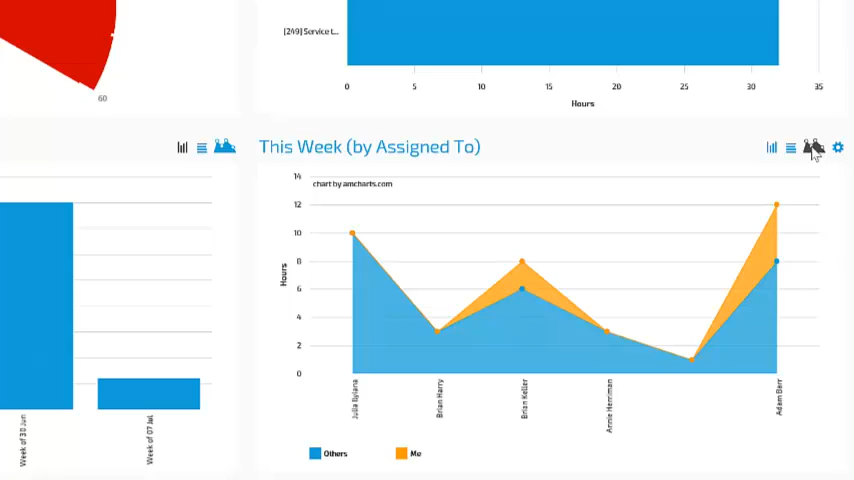 [249] Service L...
0 5 10 15 20 25 30 35
Hours
60
This Week (by Assigned To)
chart by amcharts.com
14
12
10
8
6
4
2
0
Hours
Brian Harry
Brian Keller
Annie Herriman
Adam Barr
Others
Me
Week of 30 Jun
Week of 07 Jul